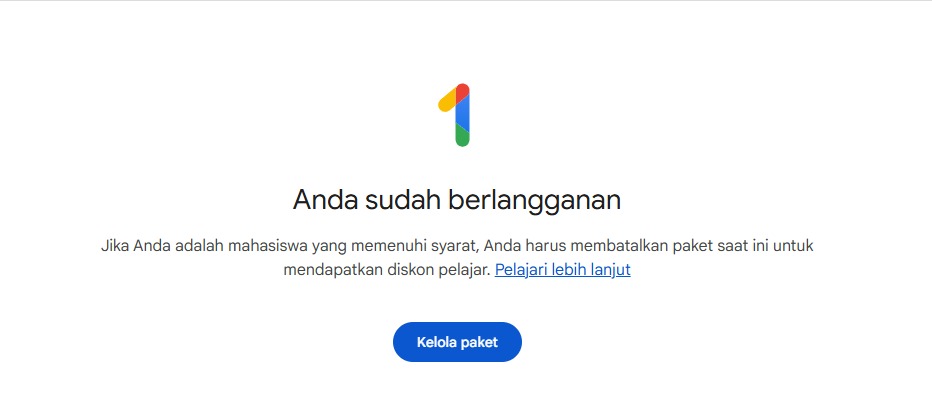 Anda sudah berlangganan
Jika Anda adalah mahasiswa yang memenuhi syarat, Anda harus membatalkan paket saat ini untuk
mendapatkan diskon pelajar. Pelajari lebih lanjut
Kelola paket